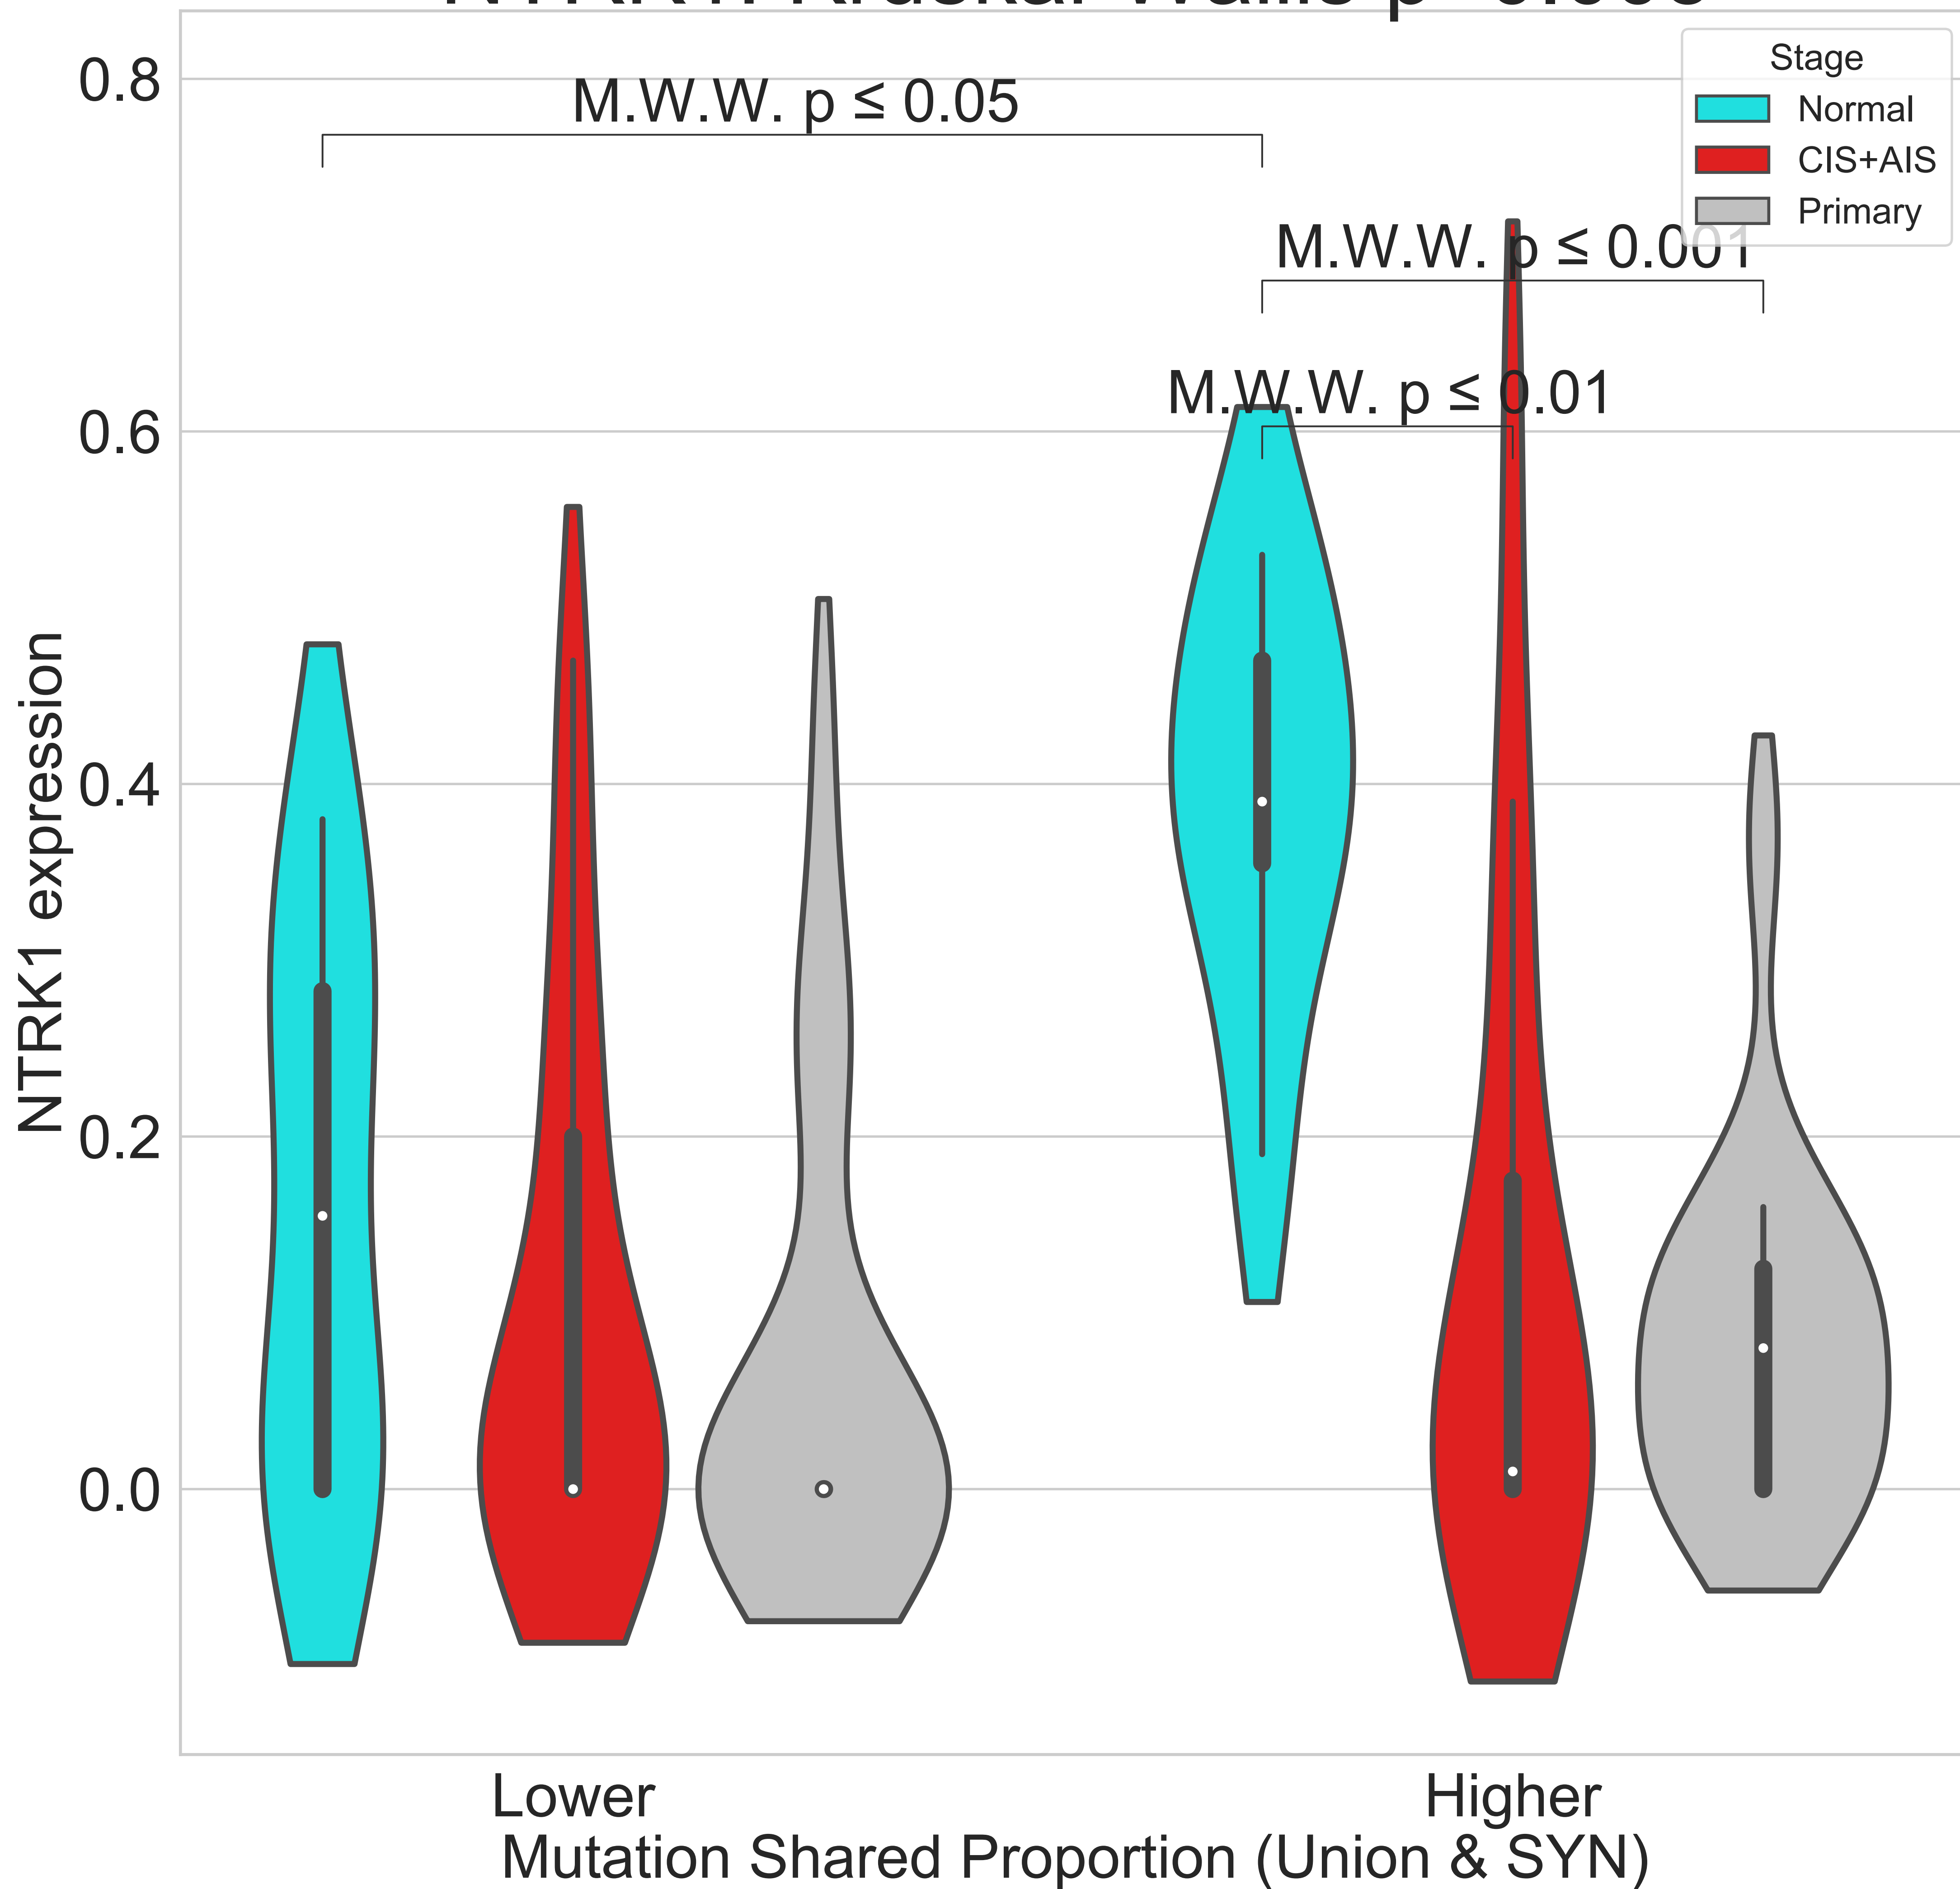 Stage
Normal
CIS+AIS
Primary
M.W.W. p ≤ 0.05
M.W.W. p ≤ 0.001
M.W.W. p ≤ 0.01
0.8
0.6
0.4
0.2
0.0
NTRK1 expression
Lower
Higher
Mutation Shared Proportion (Union & SYN)